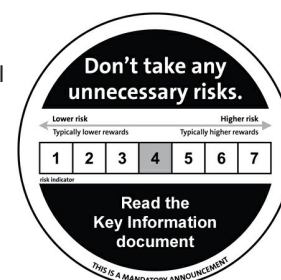 l
Don't take any
unnecessary risks.
Lower risk Higher risk
Typically lower rewards Typically higher rewards
1 2 3 4 5 6 7
risk indicator
Read the
Key Information
document
THIS IS A MANDATORY ANNOUNCEMENT